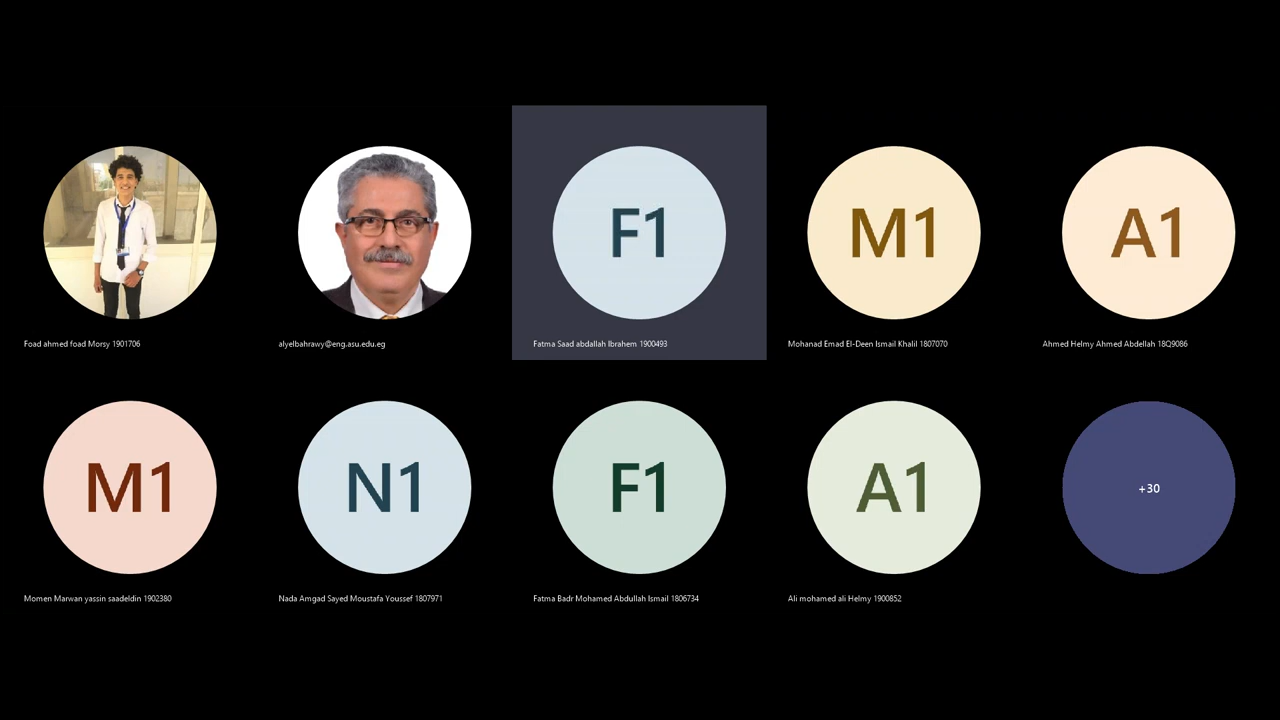 F1
M1
A1
Foad ahmed foad Morsy 1901706
alyelbahrawy@eng.asu.edu.eg
Fatma Saad abdallah Ibrahem 1900493
Mohanad Emad El-Deen Ismail Khalil 1807070
Ahmed Helmy Ahmed Abdellah 18Q9086
M1
N1
F1
A1
+30
Momen Marwan yassin saadeldin 1902380
Nada Amgad Sayed Moustafa Youssef 1807971
Fatma Badr Mohamed Abdullah Ismail 1806734
Ali mohamed ali Helmy 1900852